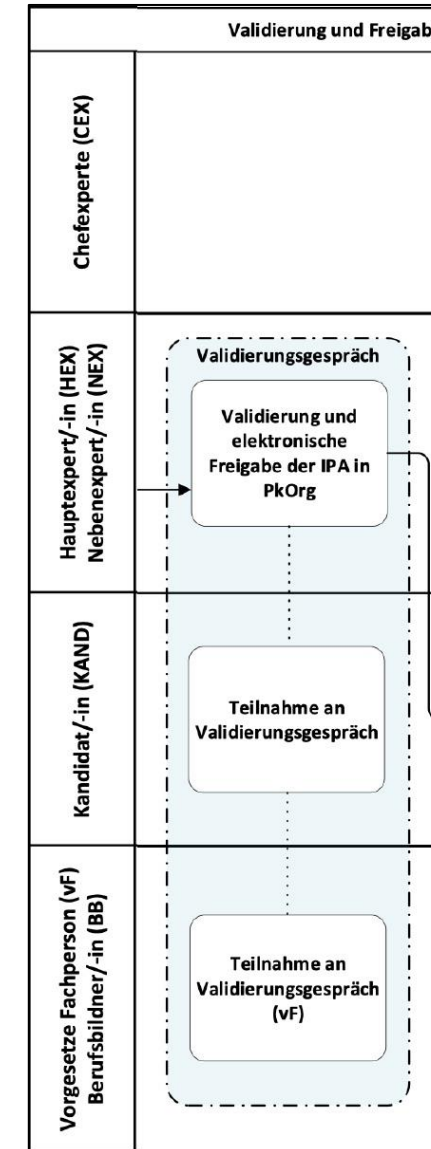 Validierung und Freigab
Chefexperte (CEX)
Hauptexpert/-in (HEX)
Nebenexpert/-in (NEX)
Validierungsgespräch
Validierung und
elektronische
Freigabe der IPA in
PkOrg
Kandidat/-in (KAND)
Teilnahme an
Validierungsgespräch
Vorgesetze Fachperson (vF)
Berufsbildner/-in (BB)
Teilnahme an
Validierungsgespräch
(vF)